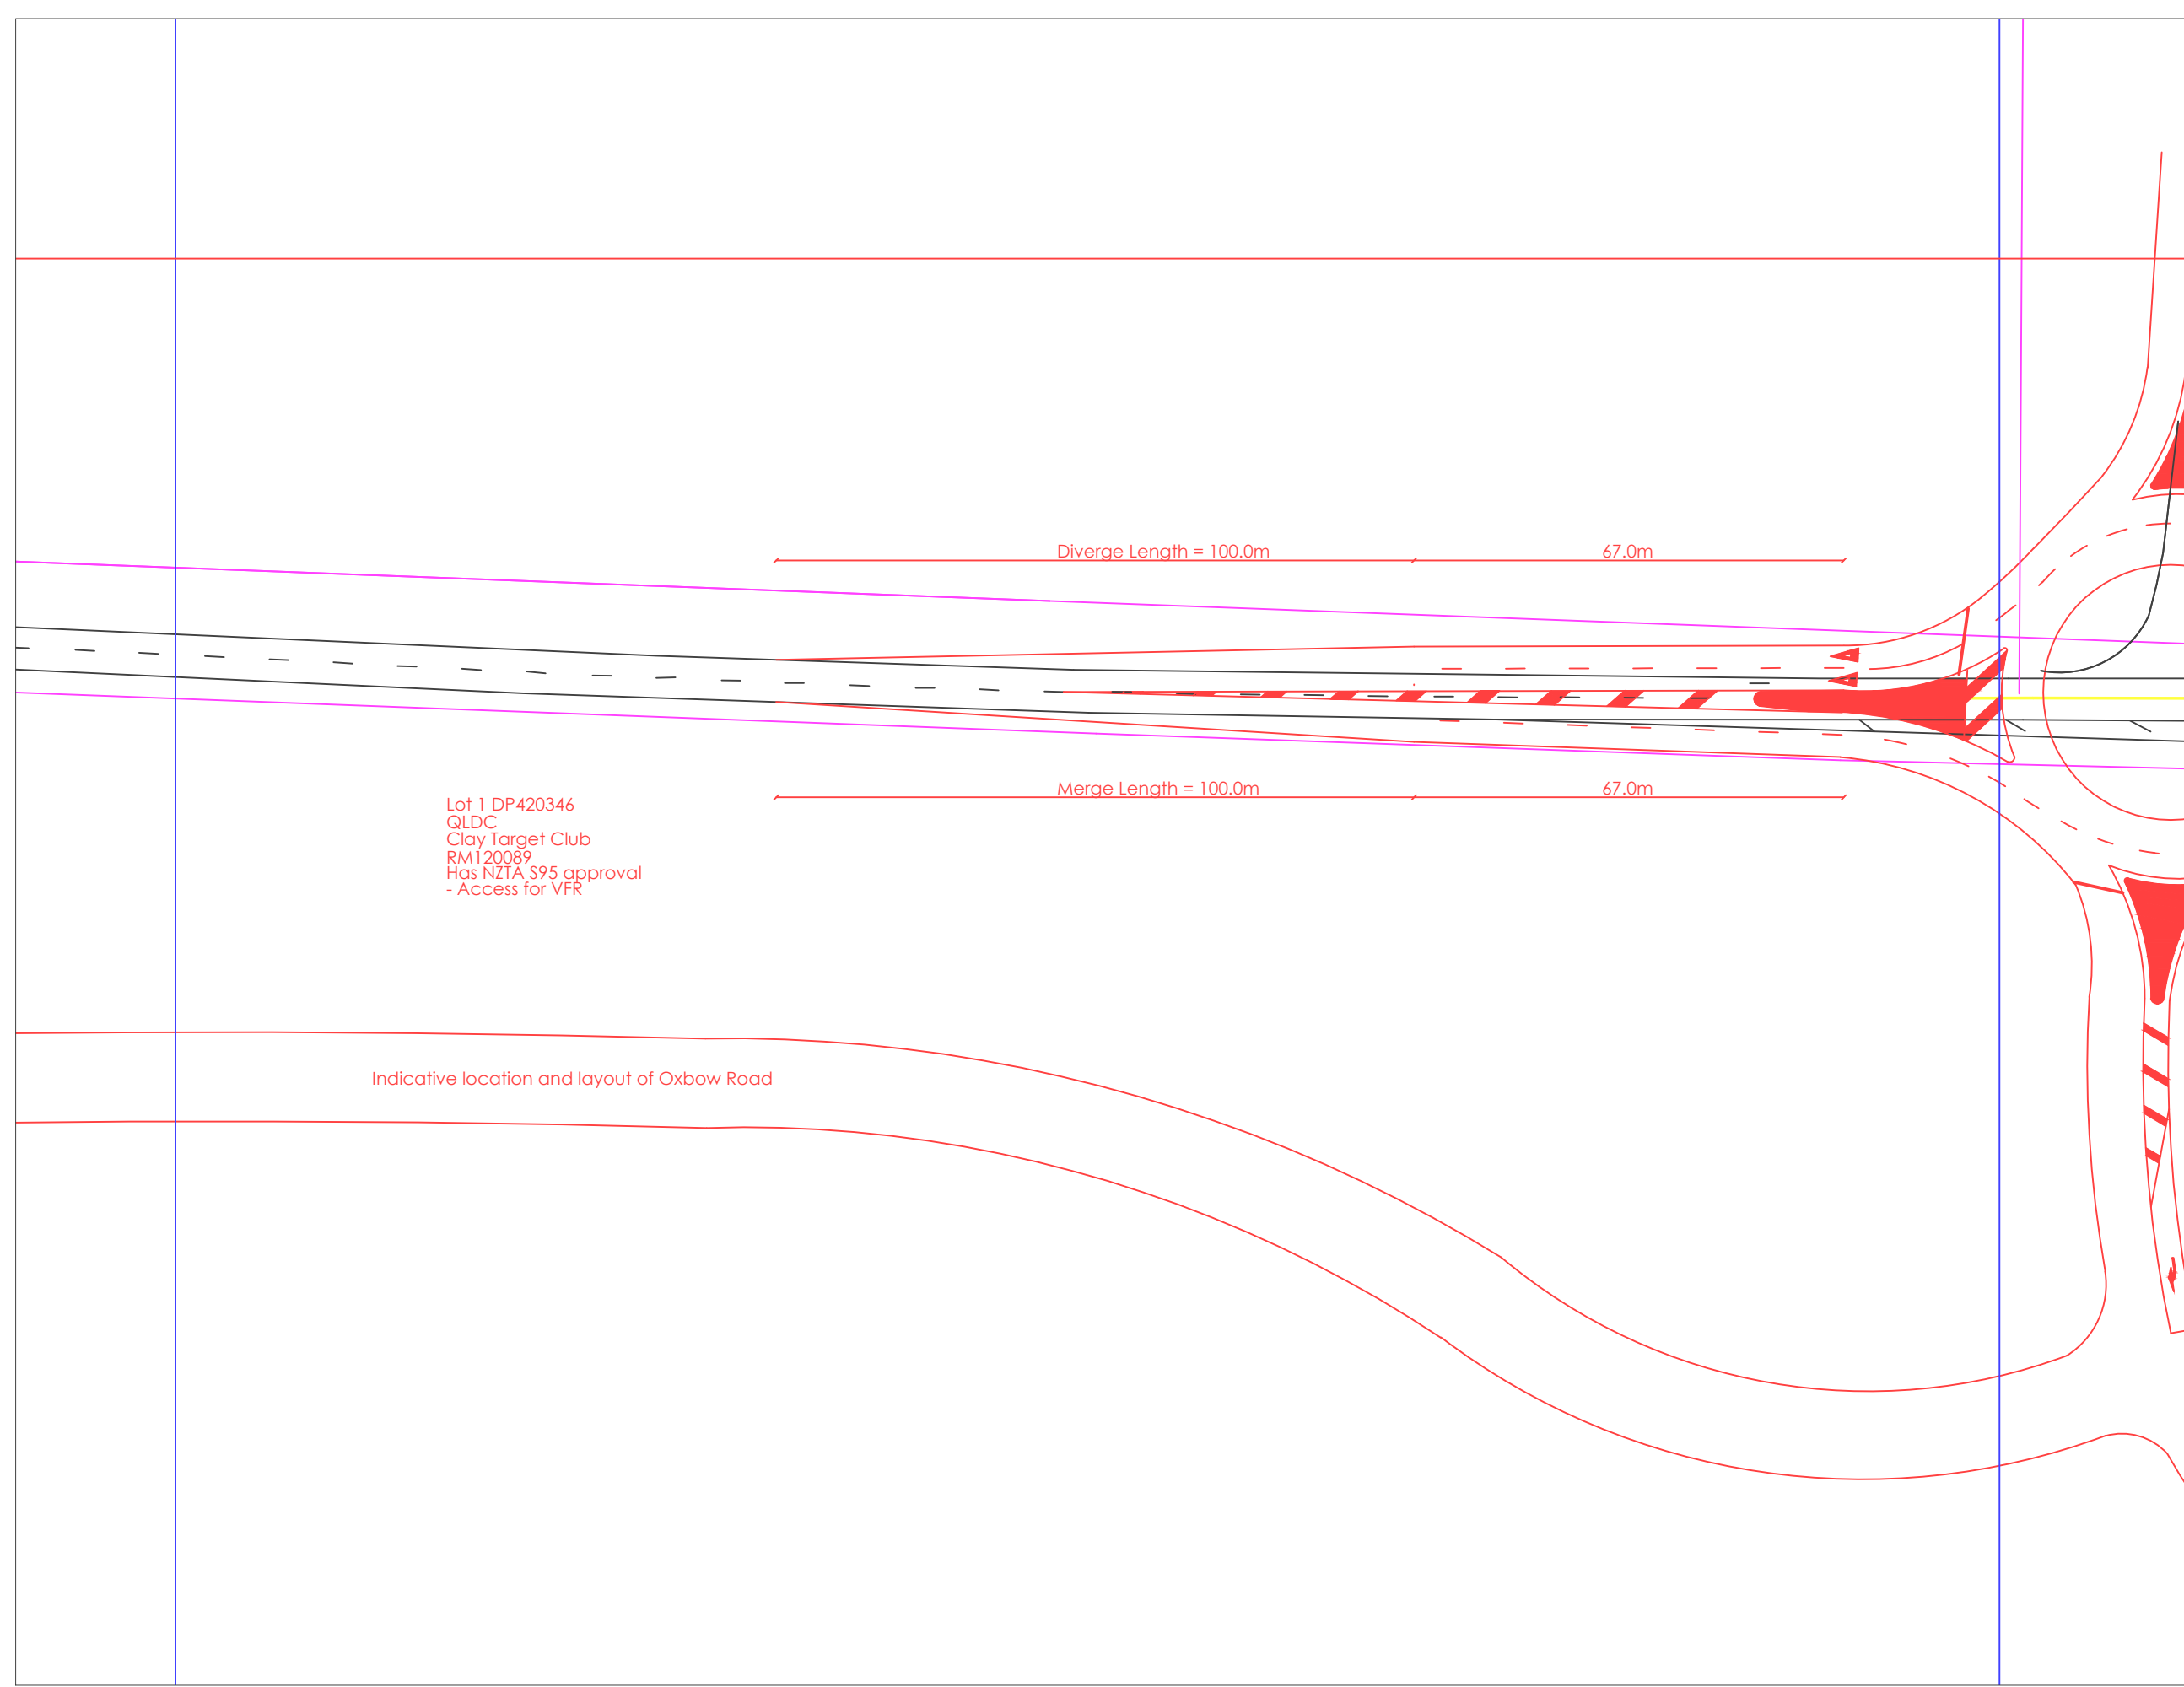 Diverge Length = 100.0m
67.0m
Merge Length = 100.0m
67.0m
Lot 1 DP420346
QLDC
Clay Target Club
RM120089
Has NZTA S95 approval
- Access for VFR
Indicative location and layout of Oxbow Road